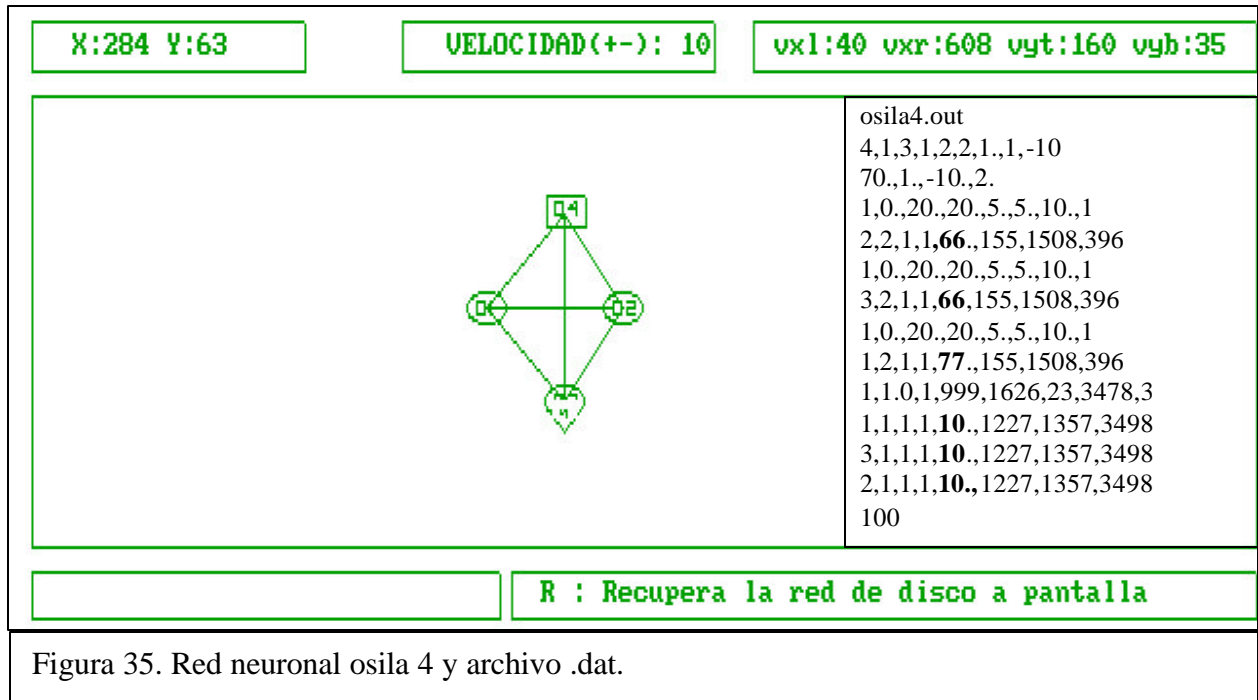 X:284 Y:63
VELOCIDAD(+-): 10
vxl:40 vxr:608 vyt:160 vyb:35
osila4.out
4,1,3,1,2,2,1.,1,-10
70.,1.,-10.,2.
1,0.,20.,20.,5.,5.,10.,1
2,2,1,1,66.,155,1508,396
1,0.,20.,20.,5.,5.,10.,1
3,2,1,1,66,155,1508,396
1,0.,20.,20.,5.,5.,10.,1
1,2,1,1,77.,155,1508,396
1,1.0,1,999,1626,23,3478,3
1,1,1,1,10.,1227,1357,3498
3,1,1,1,10.,1227,1357,3498
2,1,1,1,10.,1227,1357,3498
100
04
02
R : Recupera la red de disco a pantalla
Figura 35. Red neuronal osila 4 y archivo .dat.